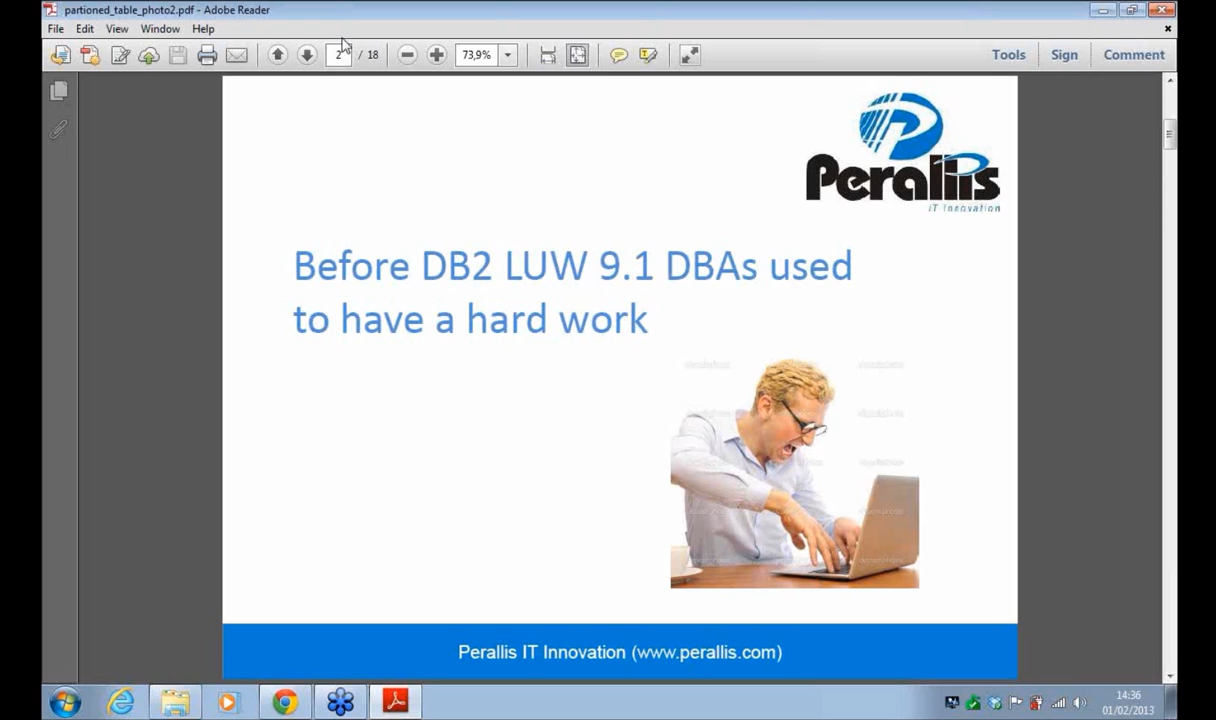 partioned_table_photo2.pdf - Adobe Reader
File Edit View Window Help
2 / 18 73,9% Tools Sign Comment
Perallis
IT Innovation
Before DB2 LUW 9.1 DBAs used
to have a hard work
Perallis IT Innovation (www.perallis.com)
14:36
01/02/2013